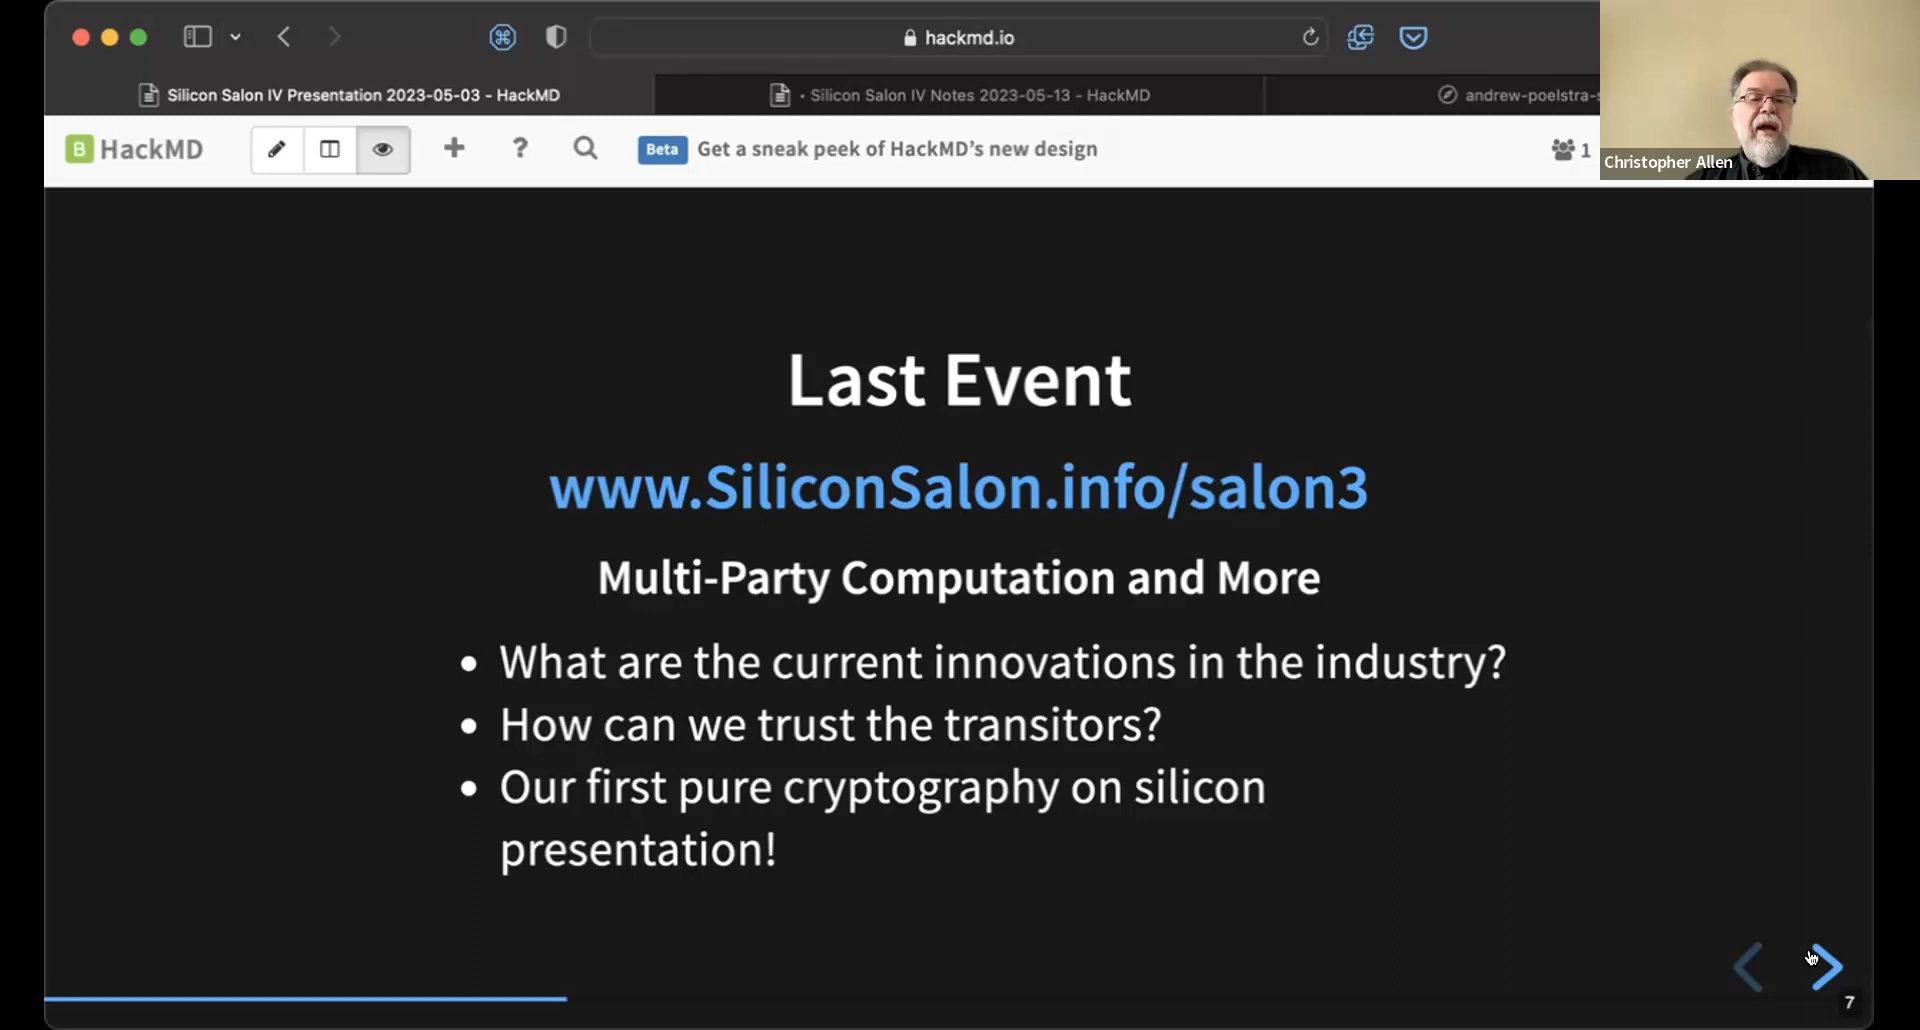 hackmd.io
Silicon Salon IV Presentation 2023-05-03 - HackMD
· Silicon Salon IV Notes 2023-05-13 - HackMD
andrew-poelstra-s
B HackMD
Beta Get a sneak peek of HackMD's new design
1
Christopher Allen
Last Event
www.SiliconSalon.info/salon3
Multi-Party Computation and More
• What are the current innovations in the industry?
• How can we trust the transitors?
• Our first pure cryptography on silicon
presentation!
7